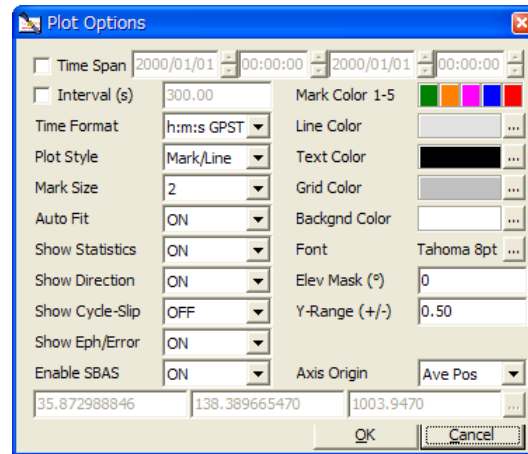 Plot Options
Time Span 2000/01/01 00:00:00 2000/01/01 00:00:00
Interval (s) 300.00 Mark Color 1-5
Time Format h:m:s GPST Line Color ...
Plot Style Mark/Line Text Color ...
Mark Size 2 Grid Color ...
Auto Fit ON Backgnd Color ...
Show Statistics ON Font Tahoma 8pt ...
Show Direction ON Elev Mask (°) 0
Show Cycle-Slip OFF Y-Range (+/-) 0.50
Show Eph/Error ON
Enable SBAS ON Axis Origin Ave Pos
35.872988846 138.389665470 1003.9470 ...
OK Cancel